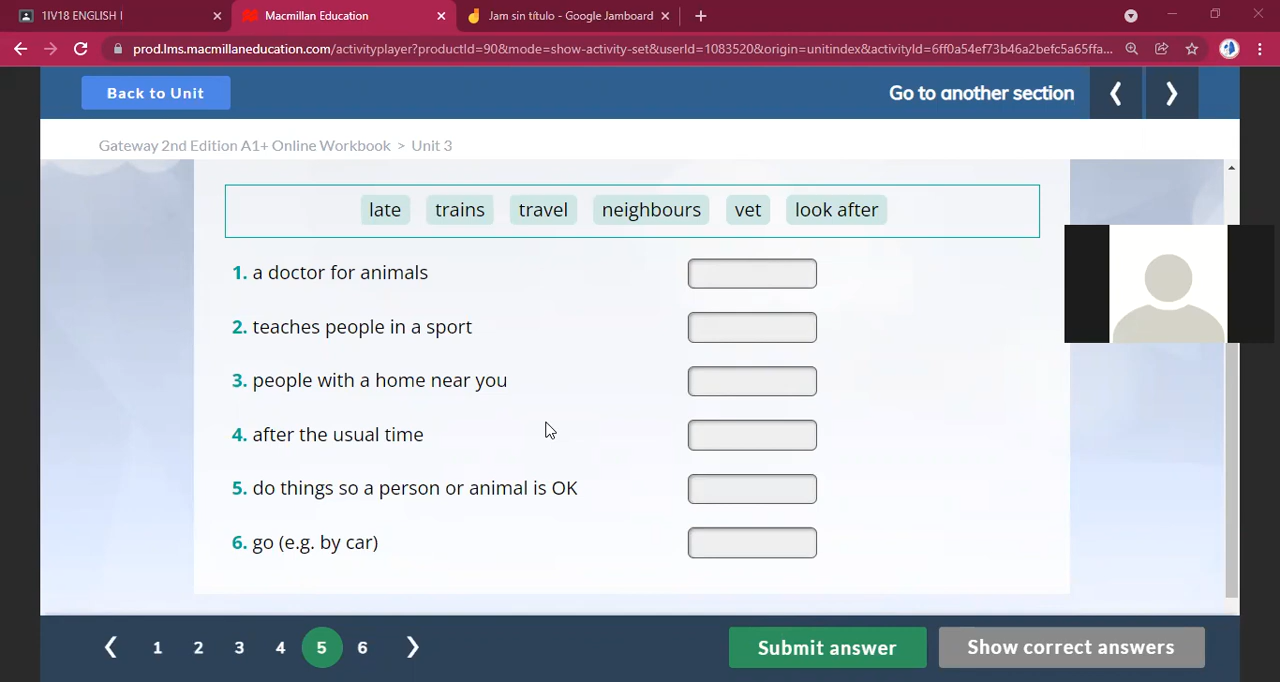 1IV18 ENGLISH I
Macmillan Education
Jam sin título - Google Jamboard
prod.lms.macmillaneducation.com/activityplayer?productId=90&mode=show-activity-set&userId=1083520&origin=unitindex&activityId=6ff0a54ef73b46a2befc5a65ffa...
Back to Unit
Go to another section
Gateway 2nd Edition A1+ Online Workbook > Unit 3
late trains travel neighbours vet look after
1. a doctor for animals
2. teaches people in a sport
3. people with a home near you
4. after the usual time
5. do things so a person or animal is OK
6. go (e.g. by car)
1 2 3 4 5 6
Submit answer
Show correct answers